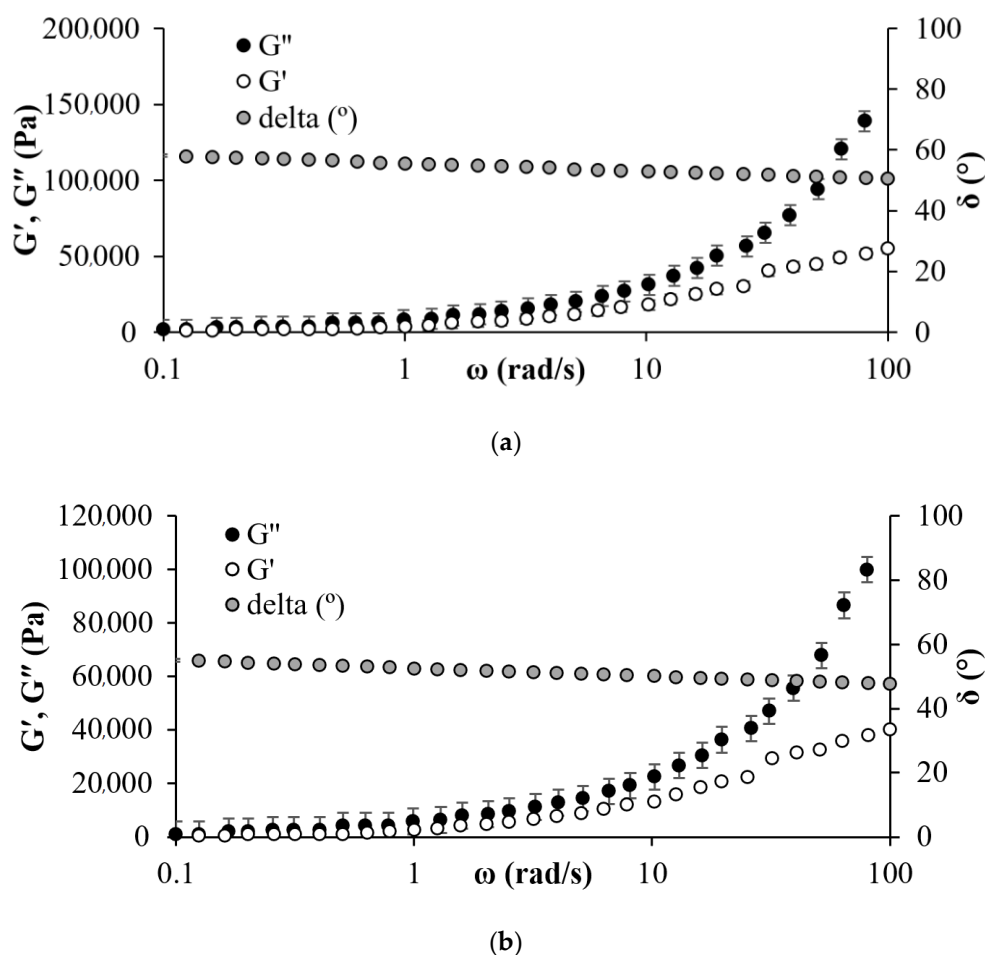 200,000
150,000
100,000
50,000
0
G′, G″ (Pa)
G"
G'
delta (º)
100
80
60
40
20
0
δ (°)
0.1 1 10 100
ω (rad/s)
(a)
120,000
100,000
80,000
60,000
40,000
20,000
0
G′, G″ (Pa)
G"
G'
delta (º)
100
80
60
40
20
0
δ (°)
0.1 1 10 100
ω (rad/s)
(b)